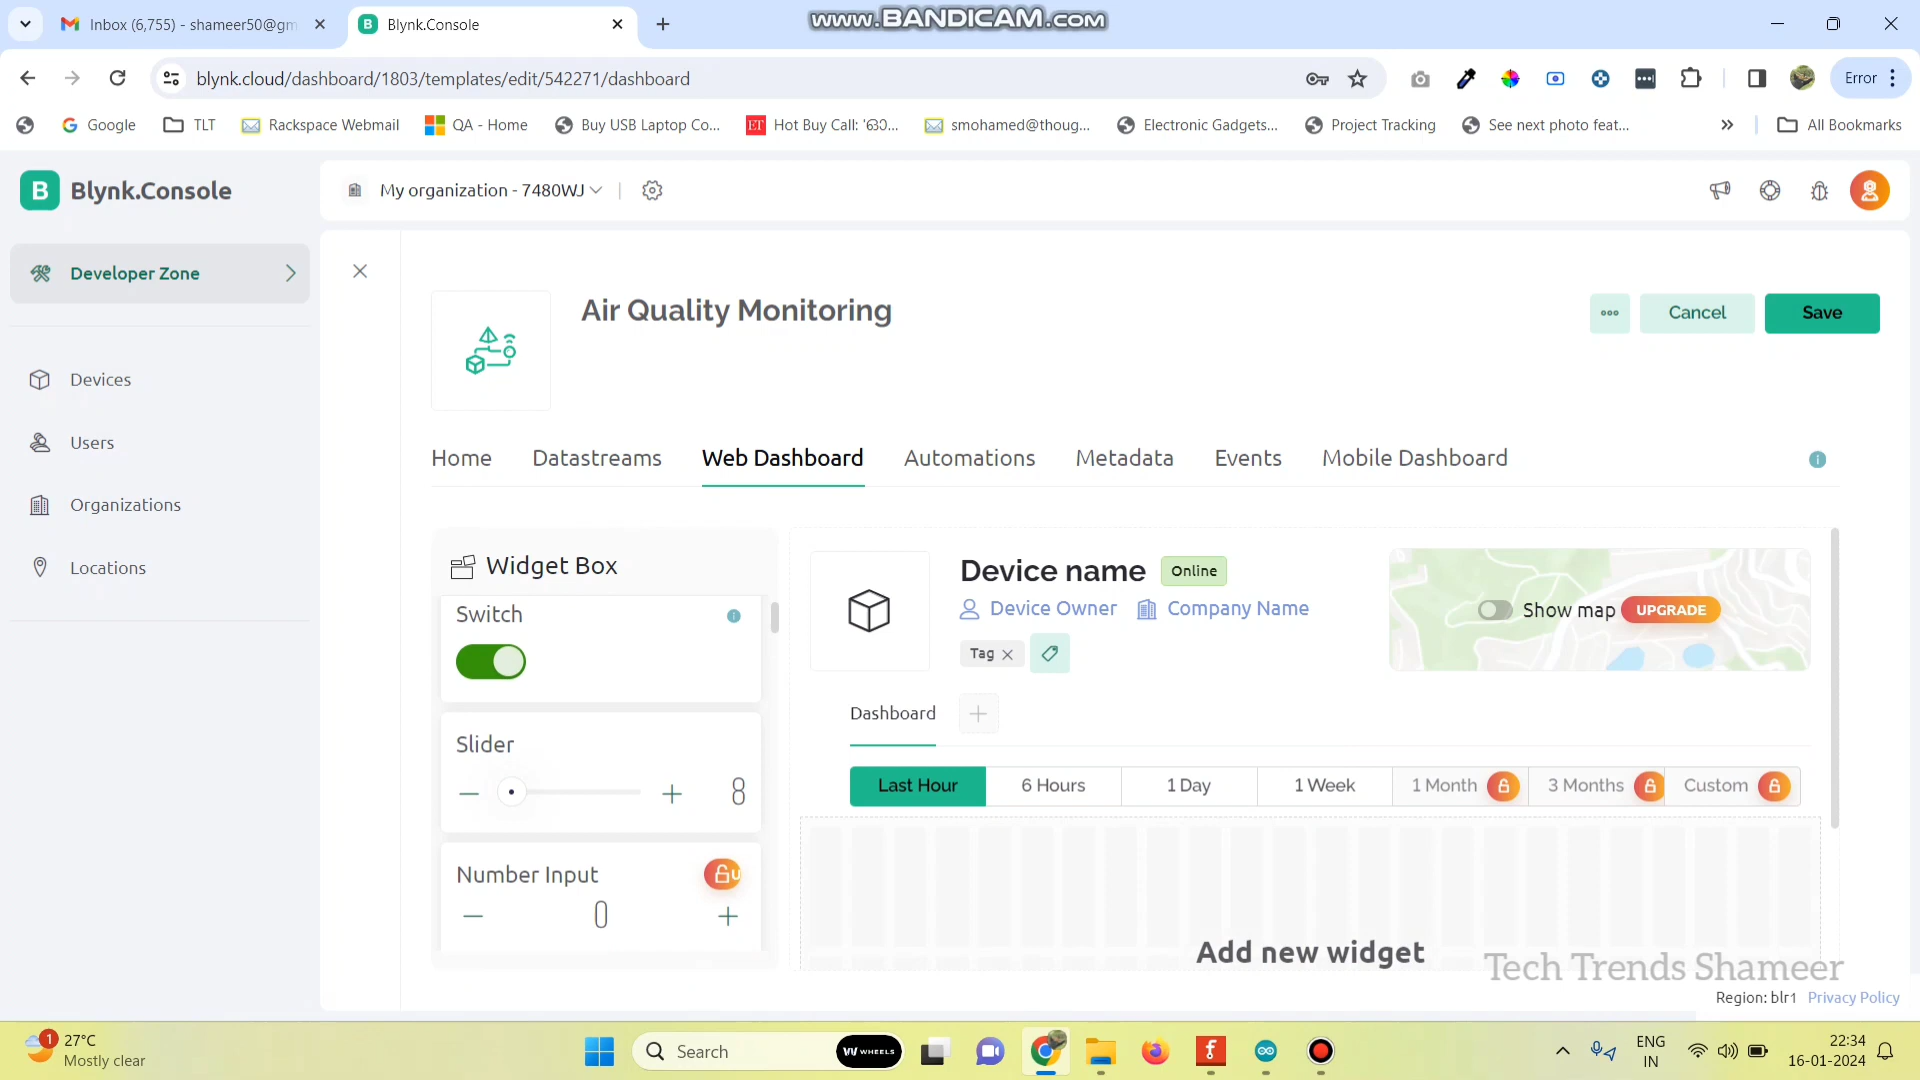 Inbox (6,755) - shameer50@gm
Blynk.Console
www.BANDICAM.com
blynk.cloud/dashboard/1803/templates/edit/542271/dashboard
Error
Google
TLT
Rackspace Webmail
QA - Home
Buy USB Laptop Co...
ET
smohamed@thoug...
Electronic Gadgets...
Project Tracking
See next photo feat...
All Bookmarks
B Blynk.Console
My organization - 7480WJ
Developer Zone
Devices
Users
Organizations
Locations
Air Quality Monitoring
Cancel
Save
Home
Datastreams
Web Dashboard
Automations
Metadata
Events
Mobile Dashboard
Widget Box
Switch
Slider
8
Number Input
0
Device name
Online
Device Owner
Company Name
Tag
Show map
UPGRADE
Dashboard
Last Hour
6 Hours
1 Day
1 Week
1 Month
3 Months
Custom
Add new widget
Tech Trends Shameer
Region: blr1
Privacy Policy
1
27°C
Mostly clear
Search
WHEELS
ENG
IN
22:34
16-01-2024